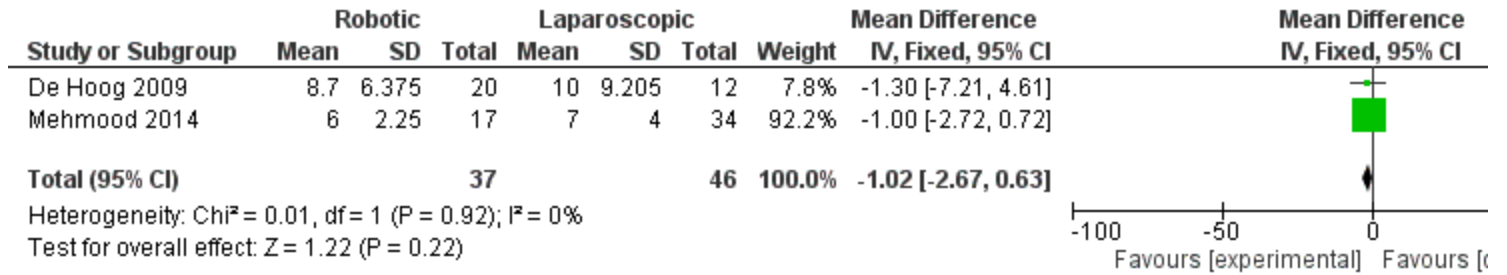 Robotic Laparoscopic Mean Difference Mean Difference
Study or Subgroup Mean SD Total Mean SD Total Weight IV, Fixed, 95% CI IV, Fixed, 95% CI
De Hoog 2009 8.7 6.375 20 10 9.205 12 7.8% -1.30 [-7.21, 4.61]
Mehmood 2014 6 2.25 17 7 4 34 92.2% -1.00 [-2.72, 0.72]
Total (95% CI) 37 46 100.0% -1.02 [-2.67, 0.63]
Heterogeneity: Chi² = 0.01, df = 1 (P = 0.92); I² = 0%
Test for overall effect: Z = 1.22 (P = 0.22)
-100 -50 0
Favours [experimental] Favours